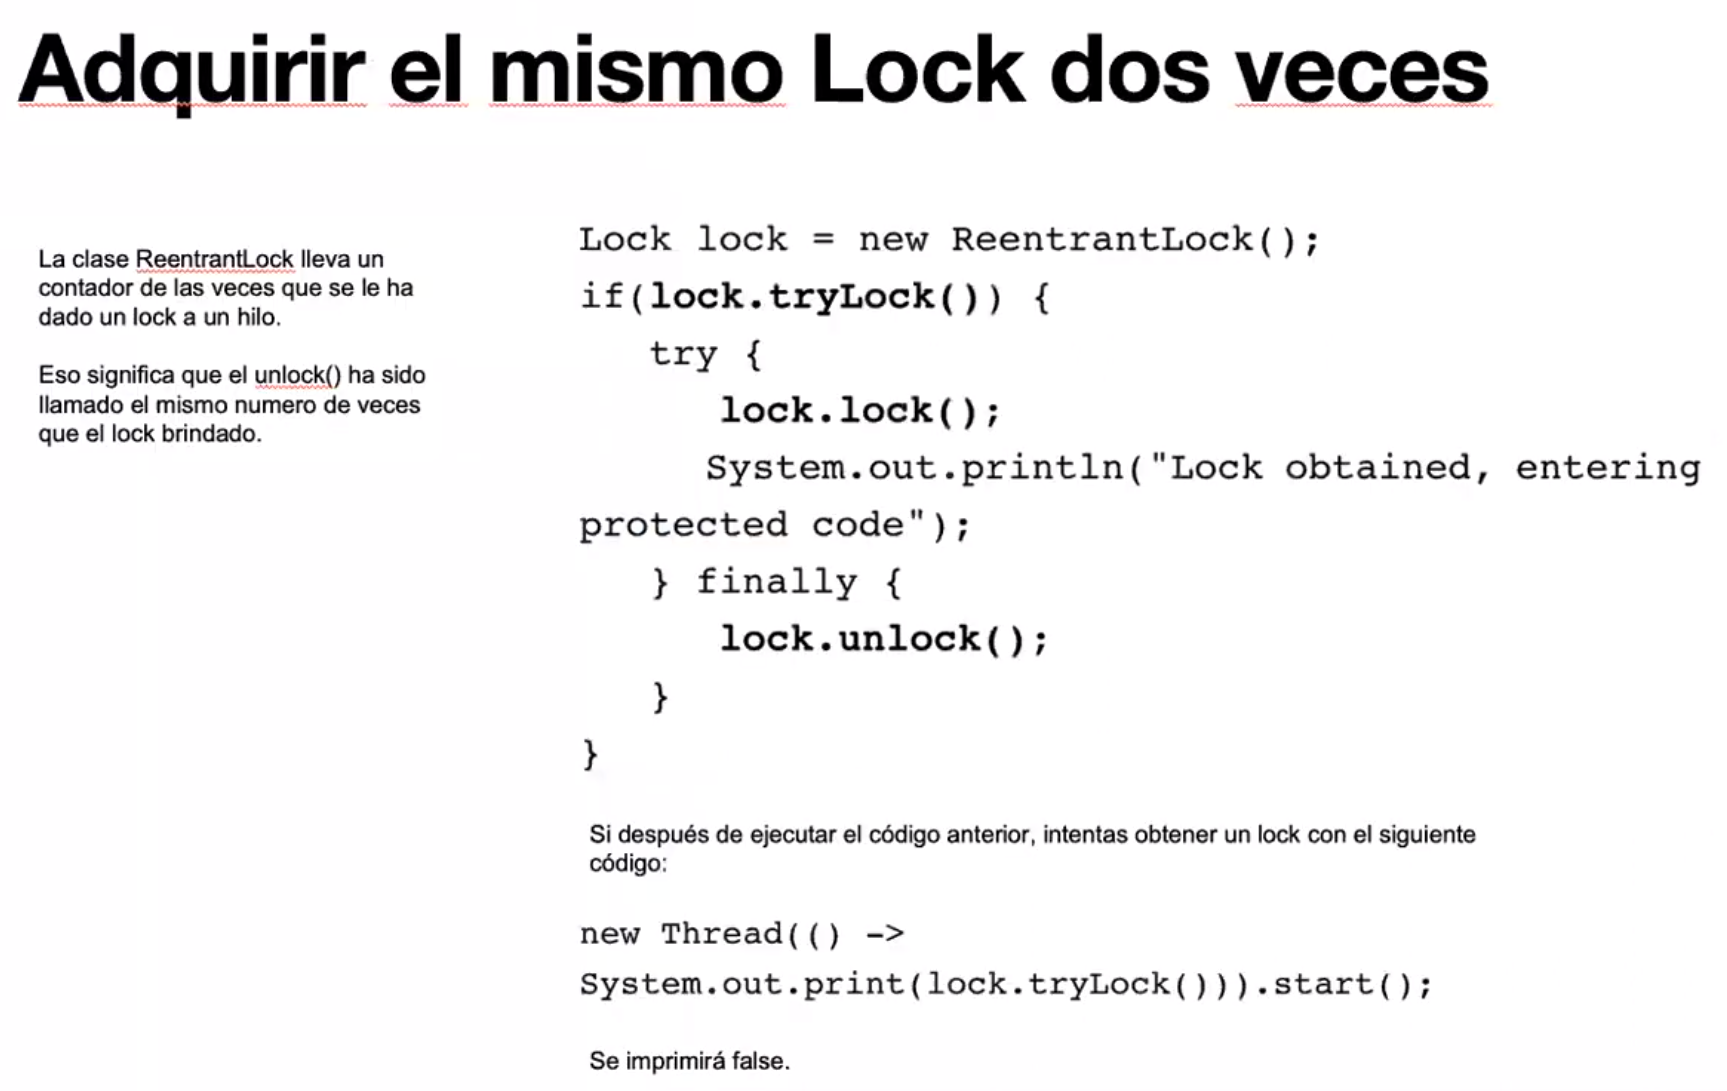 Adquirir el mismo Lock dos veces
La clase ReentrantLock lleva un
contador de las veces que se le ha
dado un lock a un hilo.
Eso significa que el unlock() ha sido
llamado el mismo numero de veces
que el lock brindado.
Lock lock = new ReentrantLock();
if(lock.tryLock()) {
   try {
      lock.lock();
      System.out.println("Lock obtained, entering
protected code");
   } finally {
      lock.unlock();
   }
}
Si después de ejecutar el código anterior, intentas obtener un lock con el siguiente
código:
new Thread(() ->
System.out.print(lock.tryLock())).start();
Se imprimirá false.